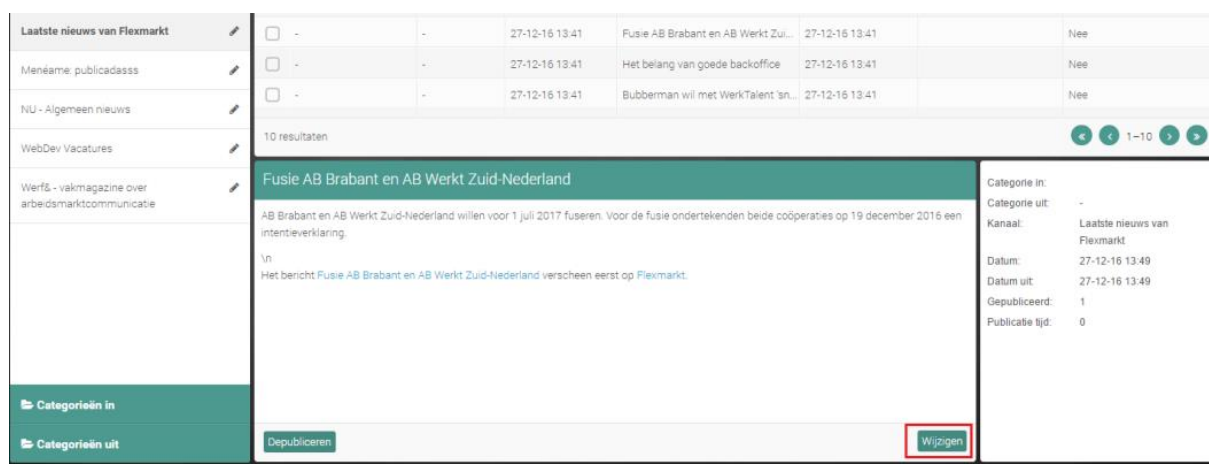 Laatste nieuws van Flexmarkt
Menéame: publicadasss
NU - Algemeen nieuws
WebDev Vacatures
Werf& - vakmagazine over
arbeidsmarktcommunicatie
Categorieën in
Categorieën uit
- - 27-12-16 13:41 Fusie AB Brabant en AB Werkt Zui... 27-12-16 13:41 Nee
- - 27-12-16 13:41 Het belang van goede backoffice 27-12-16 13:41 Nee
- - 27-12-16 13:41 Bubberman wil met WerkTalent 'sn... 27-12-16 13:41 Nee
10 resultaten 1–10
Fusie AB Brabant en AB Werkt Zuid-Nederland
AB Brabant en AB Werkt Zuid-Nederland willen voor 1 juli 2017 fuseren. Voor de fusie ondertekenden beide coöperaties op 19 december 2016 een
intentieverklaring.
\n
Het bericht Fusie AB Brabant en AB Werkt Zuid-Nederland verscheen eerst op Flexmarkt.
Depubliceren Wijzigen
Categorie in:
Categorie uit: -
Kanaal: Laatste nieuws van
Flexmarkt
Datum: 27-12-16 13:49
Datum uit: 27-12-16 13:49
Gepubliceerd: 1
Publicatie tijd: 0